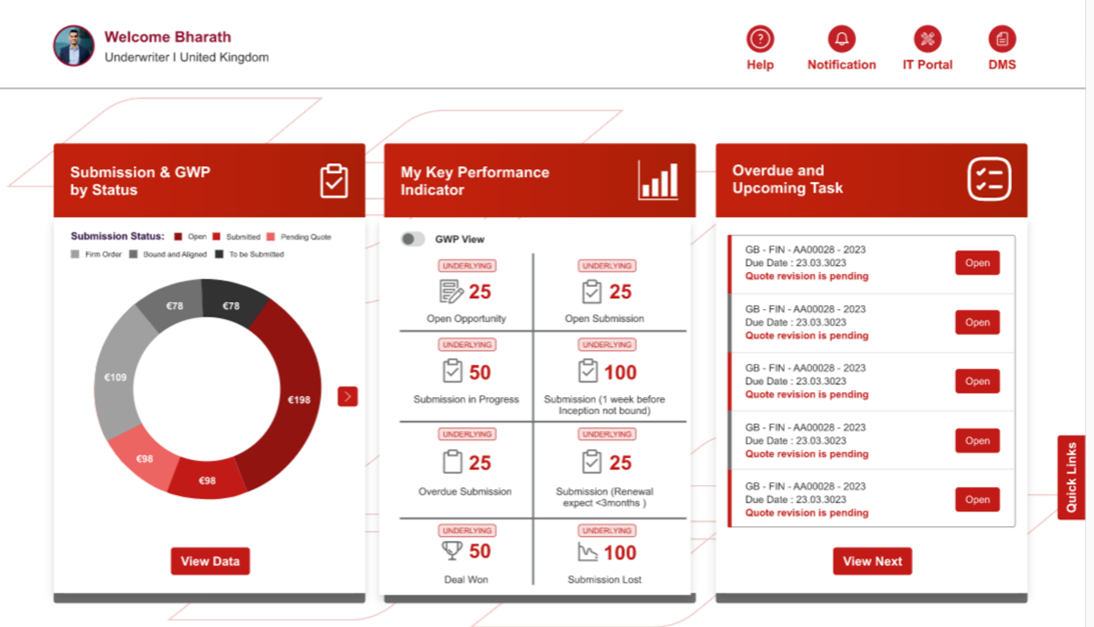 Welcome Bharath
Underwriter I United Kingdom
Help
Notification
IT Portal
DMS
Submission & GWP
by Status
Submission Status:
Open
Submitted
Pending Quote
Firm Order
Bound and Aligned
To be Submitted
€78
€78
€109
€198
€98
€98
View Data
My Key Performance
Indicator
GWP View
UNDERLYING
25
Open Opportunity
UNDERLYING
25
Open Submission
UNDERLYING
50
Submission in Progress
UNDERLYING
100
Submission (1 week before
Inception not bound)
UNDERLYING
25
Overdue Submission
UNDERLYING
25
Submission (Renewal
expect <3months )
UNDERLYING
50
Deal Won
UNDERLYING
100
Submission Lost
Overdue and
Upcoming Task
GB - FIN - AA00028 - 2023
Due Date : 23.03.3023
Quote revision is pending
Open
GB - FIN - AA00028 - 2023
Due Date : 23.03.3023
Quote revision is pending
Open
GB - FIN - AA00028 - 2023
Due Date : 23.03.3023
Quote revision is pending
Open
GB - FIN - AA00028 - 2023
Due Date : 23.03.3023
Quote revision is pending
Open
GB - FIN - AA00028 - 2023
Due Date : 23.03.3023
Quote revision is pending
Open
View Next
Quick Links